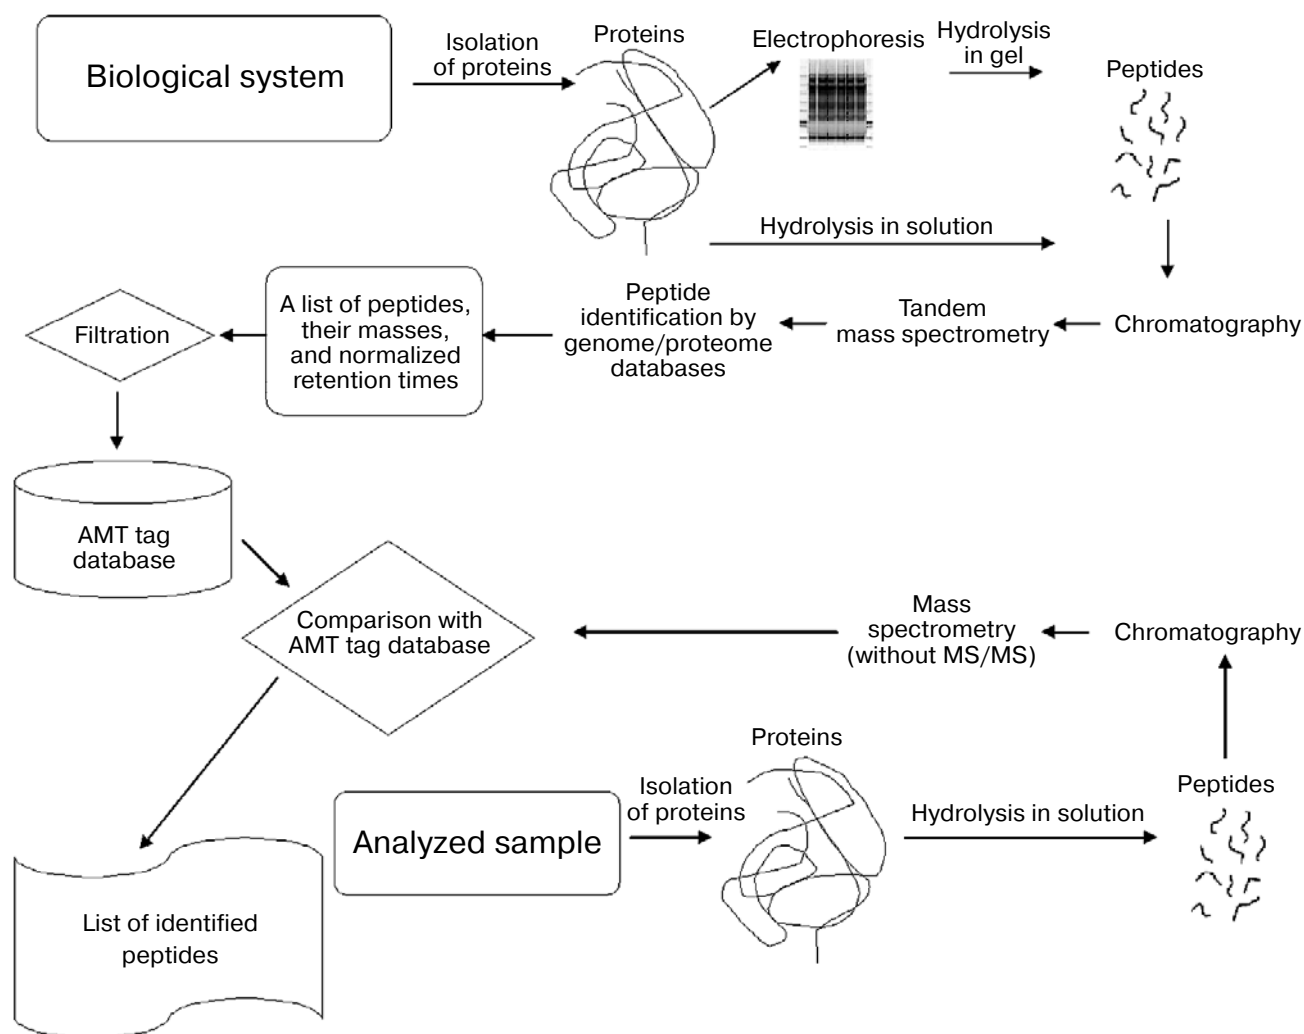 Biological system
Isolation
of proteins
Proteins
Electrophoresis
Hydrolysis
in gel
Peptides
Hydrolysis in solution
Filtration
A list of peptides,
their masses,
and normalized
retention times
Peptide
identification by
genome/proteome
databases
Tandem
mass spectrometry
Chromatography
AMT tag
database
Comparison with
AMT tag database
Mass
spectrometry
(without MS/MS)
Chromatography
Analyzed sample
Isolation
of proteins
Proteins
Hydrolysis in solution
Peptides
List of identified
peptides